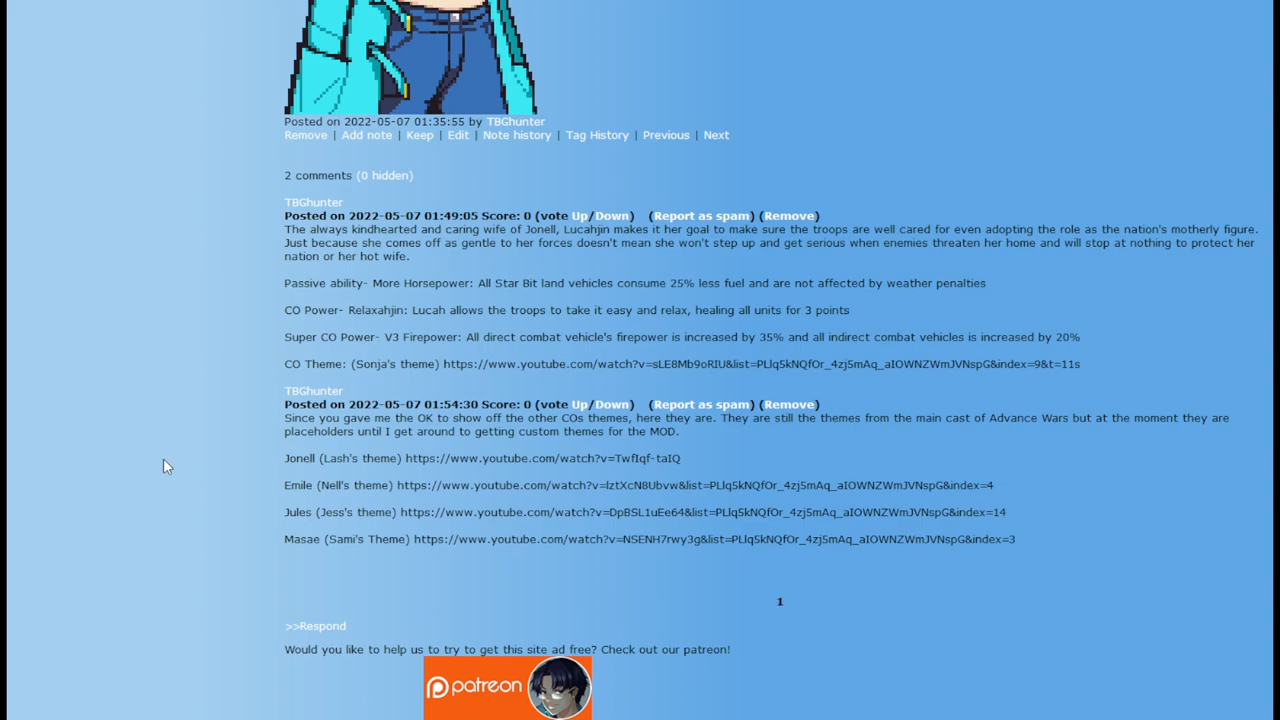 Posted on 2022-05-07 01:35:55 by TBGhunter
Remove | Add note | Keep | Edit | Note history | Tag History | Previous | Next
2 comments (0 hidden)
TBGhunter
Posted on 2022-05-07 01:49:05 Score: 0 (vote Up/Down) (Report as spam) (Remove)
The always kindhearted and caring wife of Jonell, Lucahjin makes it her goal to make sure the troops are well cared for even adopting the role as the nation's motherly figure.
Just because she comes off as gentle to her forces doesn't mean she won't step up and get serious when enemies threaten her home and will stop at nothing to protect her
nation or her hot wife.
Passive ability- More Horsepower: All Star Bit land vehicles consume 25% less fuel and are not affected by weather penalties
CO Power- Relaxahjin: Lucah allows the troops to take it easy and relax, healing all units for 3 points
Super CO Power- V3 Firepower: All direct combat vehicle's firepower is increased by 35% and all indirect combat vehicles is increased by 20%
CO Theme: (Sonja's theme) https://www.youtube.com/watch?v=sLE8Mb9oRIU&list=PLlq5kNQfOr_4zj5mAq_aIOWNZWmJVNspG&index=9&t=11s
TBGhunter
Posted on 2022-05-07 01:54:30 Score: 0 (vote Up/Down) (Report as spam) (Remove)
Since you gave me the OK to show off the other COs themes, here they are. They are still the themes from the main cast of Advance Wars but at the moment they are
placeholders until I get around to getting custom themes for the MOD.
Jonell (Lash's theme) https://www.youtube.com/watch?v=TwfIqf-taIQ
Emile (Nell's theme) https://www.youtube.com/watch?v=lztXcN8Ubvw&list=PLlq5kNQfOr_4zj5mAq_aIOWNZWmJVNspG&index=4
Jules (Jess's theme) https://www.youtube.com/watch?v=DpBSL1uEe64&list=PLlq5kNQfOr_4zj5mAq_aIOWNZWmJVNspG&index=14
Masae (Sami's Theme) https://www.youtube.com/watch?v=NSENH7rwy3g&list=PLlq5kNQfOr_4zj5mAq_aIOWNZWmJVNspG&index=3
1
>>Respond
Would you like to help us to try to get this site ad free? Check out our patreon!
patreon